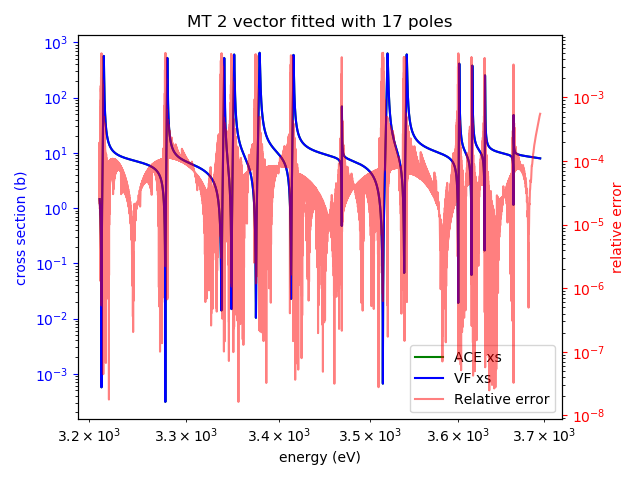 MT 2 vector fitted with 17 poles
cross section (b)
10³
10²
10¹
10⁰
10⁻¹
10⁻²
10⁻³
relative error
10⁻³
10⁻⁴
10⁻⁵
10⁻⁶
10⁻⁷
10⁻⁸
ACE xs
VF xs
Relative error
3.2 × 10³ 3.3 × 10³ 3.4 × 10³ 3.5 × 10³ 3.6 × 10³ 3.7 × 10³
energy (eV)